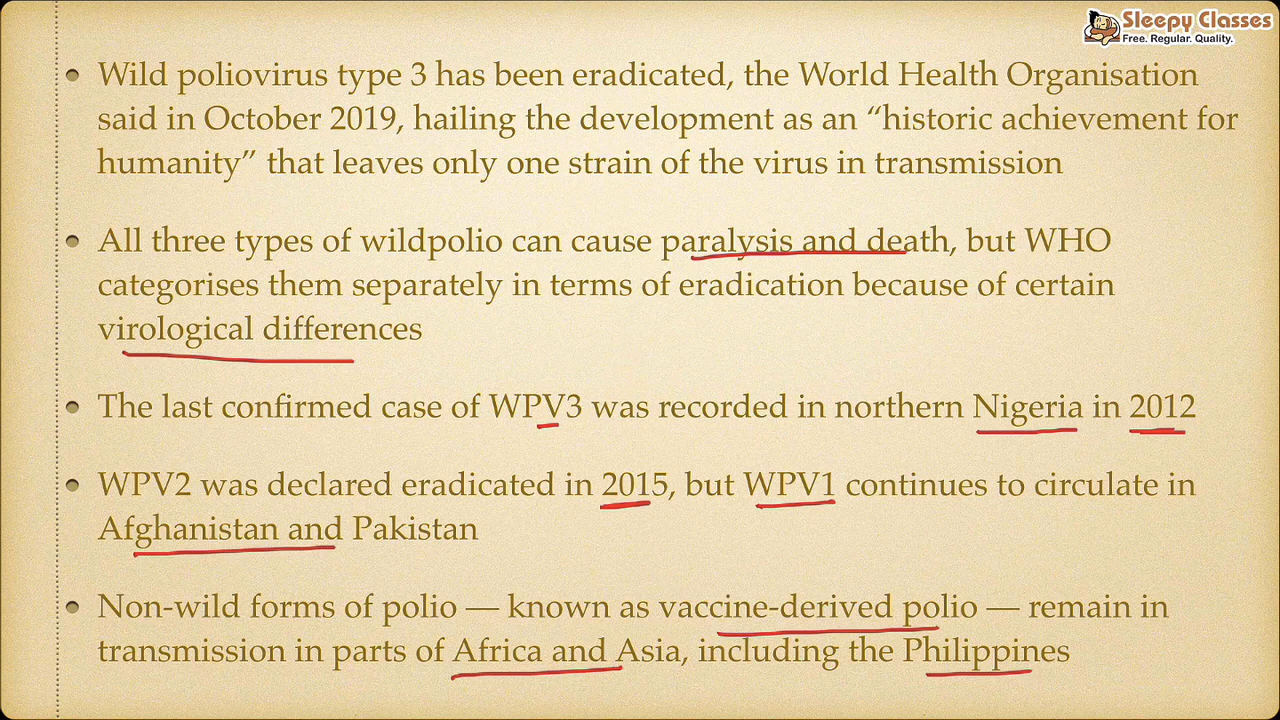 Sleepy Classes
Free. Regular. Quality.
• Wild poliovirus type 3 has been eradicated, the World Health Organisation
said in October 2019, hailing the development as an “historic achievement for
humanity” that leaves only one strain of the virus in transmission
• All three types of wildpolio can cause paralysis and death, but WHO
categorises them separately in terms of eradication because of certain
virological differences
• The last confirmed case of WPV3 was recorded in northern Nigeria in 2012
• WPV2 was declared eradicated in 2015, but WPV1 continues to circulate in
Afghanistan and Pakistan
• Non-wild forms of polio — known as vaccine-derived polio — remain in
transmission in parts of Africa and Asia, including the Philippines